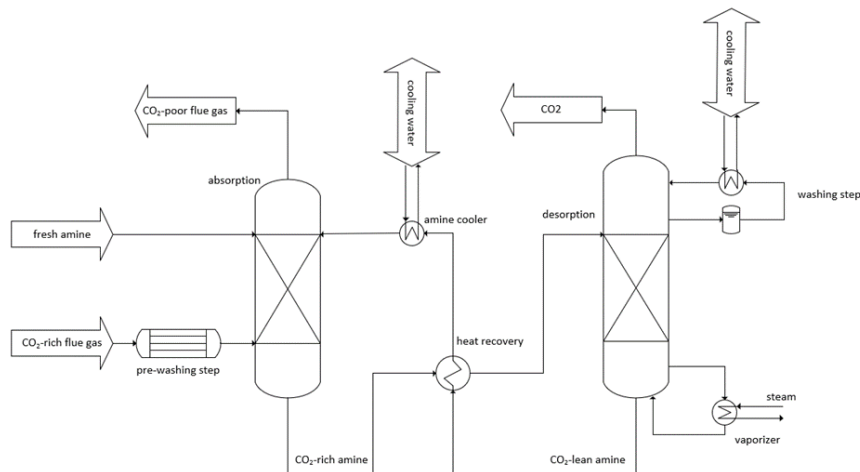 cooling water
cooling water
CO₂-poor flue gas
CO2
absorption
washing step
amine cooler
desorption
fresh amine
CO₂-rich flue gas
heat recovery
pre-washing step
steam
CO₂-rich amine
CO₂-lean amine
vaporizer